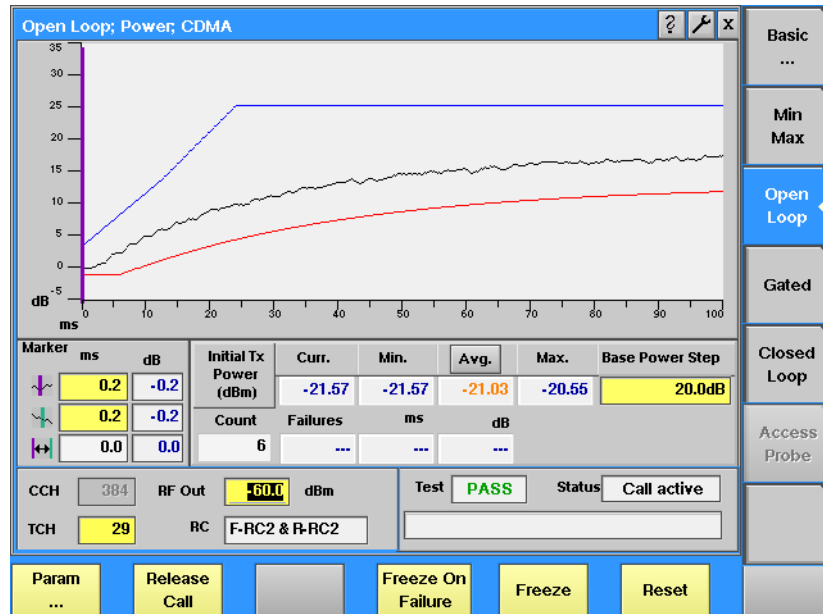 Open Loop; Power; CDMA ? x
Basic
...
Min
Max
Open
Loop
Gated
Closed
Loop
Access
Probe
35
30
25
20
15
10
5
0
-5
dB
ms
0 10 20 30 40 50 60 70 80 90 100
Marker ms dB
0.2 -0.2
0.2 -0.2
0.0 0.0
Initial Tx
Power
(dBm)
Curr. Min. Avg. Max. Base Power Step
-21.57 -21.57 -21.03 -20.55 20.0dB
Count Failures ms dB
6 --- --- ---
CCH 384 RF Out -60.0 dBm
TCH 29 RC F-RC2 & R-RC2
Test PASS Status Call active
Param
...
Release
Call
Freeze On
Failure
Freeze
Reset